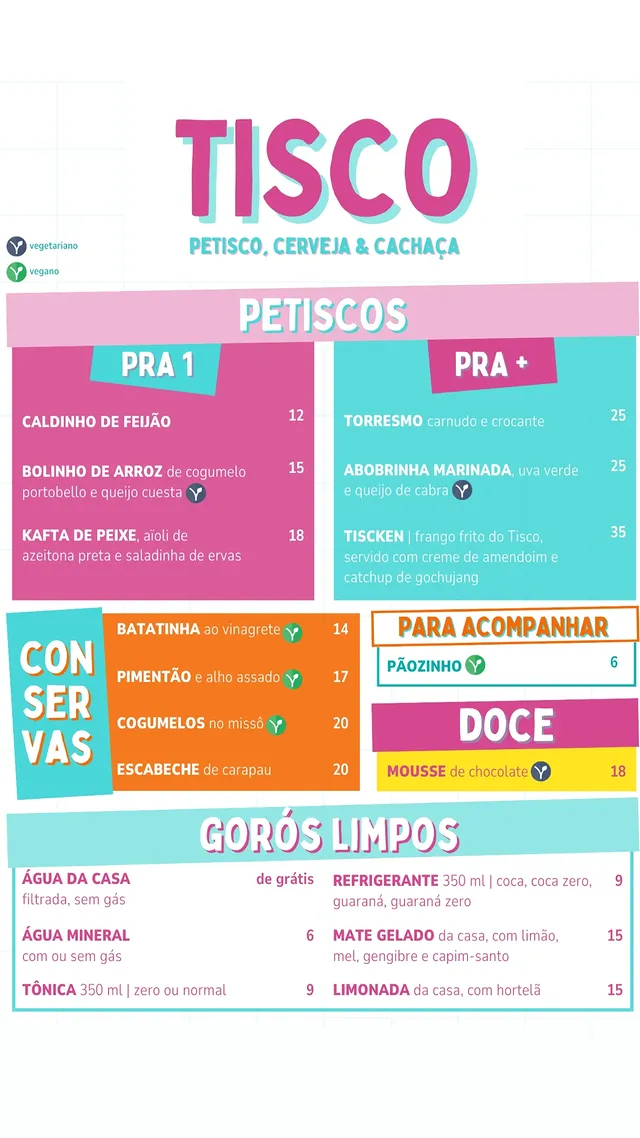 TISCO
PETISCO, CERVEJA & CACHAÇA
vegetariano
vegano
PETISCOS
PRA 1
CALDINHO DE FEIJÃO 12
BOLINHO DE ARROZ de cogumelo 15
portobello e queijo cuesta
KAFTA DE PEIXE, aïoli de 18
azeitona preta e saladinha de ervas
PRA +
TORRESMO carnudo e crocante 25
ABOBRINHA MARINADA, uva verde 25
e queijo de cabra
TISCKEN | frango frito do Tisco, 35
servido com creme de amendoim e
catchup de gochujang
CON
SER
VAS
BATATINHA ao vinagrete 14
PIMENTÃO e alho assado 17
COGUMELOS no missô 20
ESCABECHE de carapau 20
PARA ACOMPANHAR
PÃOZINHO 6
DOCE
MOUSSE de chocolate 18
GORÓS LIMPOS
ÁGUA DA CASA de grátis
filtrada, sem gás
ÁGUA MINERAL 6
com ou sem gás
TÔNICA 350 ml | zero ou normal 9
REFRIGERANTE 350 ml | coca, coca zero, 9
guaraná, guaraná zero
MATE GELADO da casa, com limão, 15
mel, gengibre e capim-santo
LIMONADA da casa, com hortelã 15